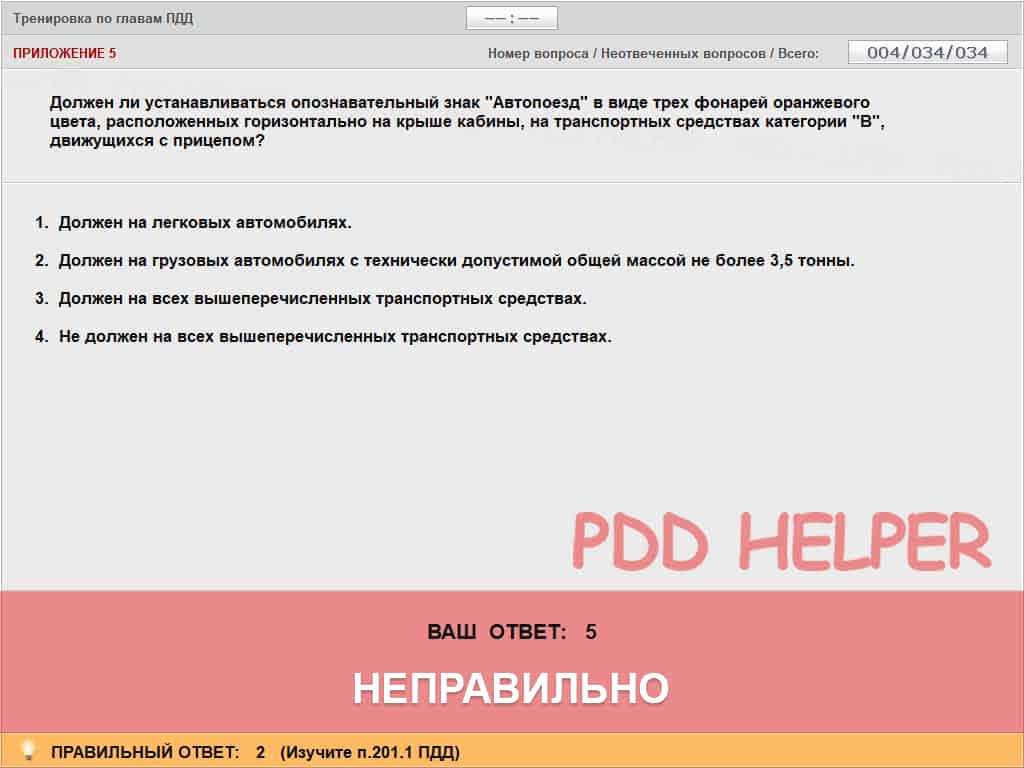 Тренировка по главам ПДД
–– : ––
ПРИЛОЖЕНИЕ 5
Номер вопроса / Неотвеченных вопросов / Всего:
004/034/034
Должен ли устанавливаться опознавательный знак "Автопоезд" в виде трех фонарей оранжевого
цвета, расположенных горизонтально на крыше кабины, на транспортных средствах категории "В",
движущихся с прицепом?
1. Должен на легковых автомобилях.
2. Должен на грузовых автомобилях с технически допустимой общей массой не более 3,5 тонны.
3. Должен на всех вышеперечисленных транспортных средствах.
4. Не должен на всех вышеперечисленных транспортных средствах.
PDD HELPER
ВАШ ОТВЕТ: 5
НЕПРАВИЛЬНО
ПРАВИЛЬНЫЙ ОТВЕТ: 2 (Изучите п.201.1 ПДД)